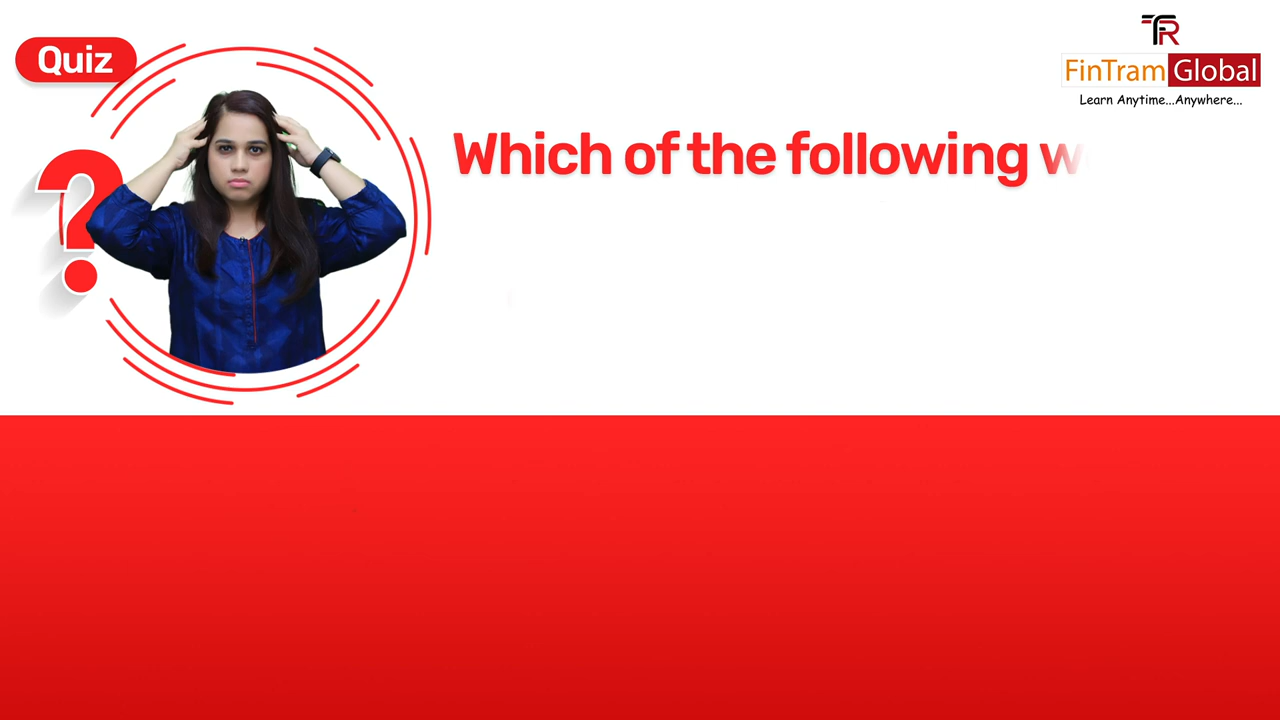 Quiz
FinTram Global
Learn Anytime...Anywhere...
Which of the following